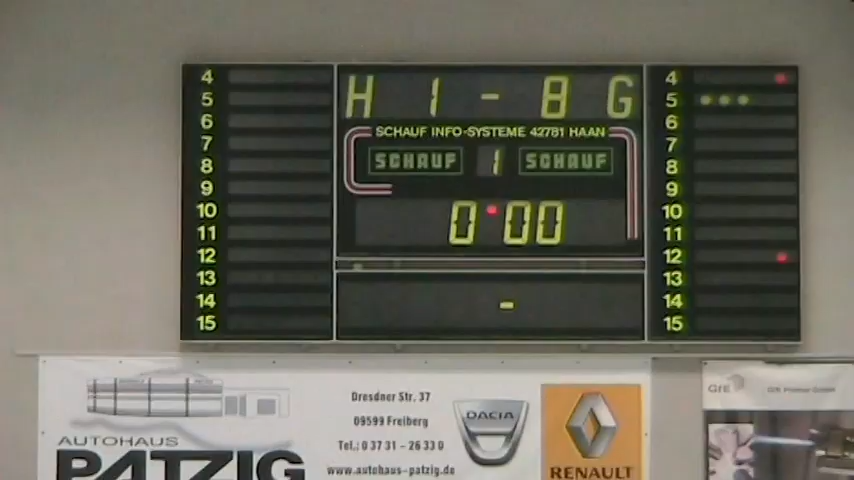 H 1 - 8 G
SCHAUF INFO-SYSTEME 42781 HAAN
SCHAUF 1 SCHAUF
0:00
-
4
5
6
7
8
9
10
11
12
13
14
15
4
5
6
7
8
9
10
11
12
13
14
15
AUTOHAUS
PATZIG
Dresdner Str. 37
09599 Freiberg
Tel.: 0 37 31 - 26 33 0
www.autohaus-patzig.de
DACIA
RENAULT
GfE